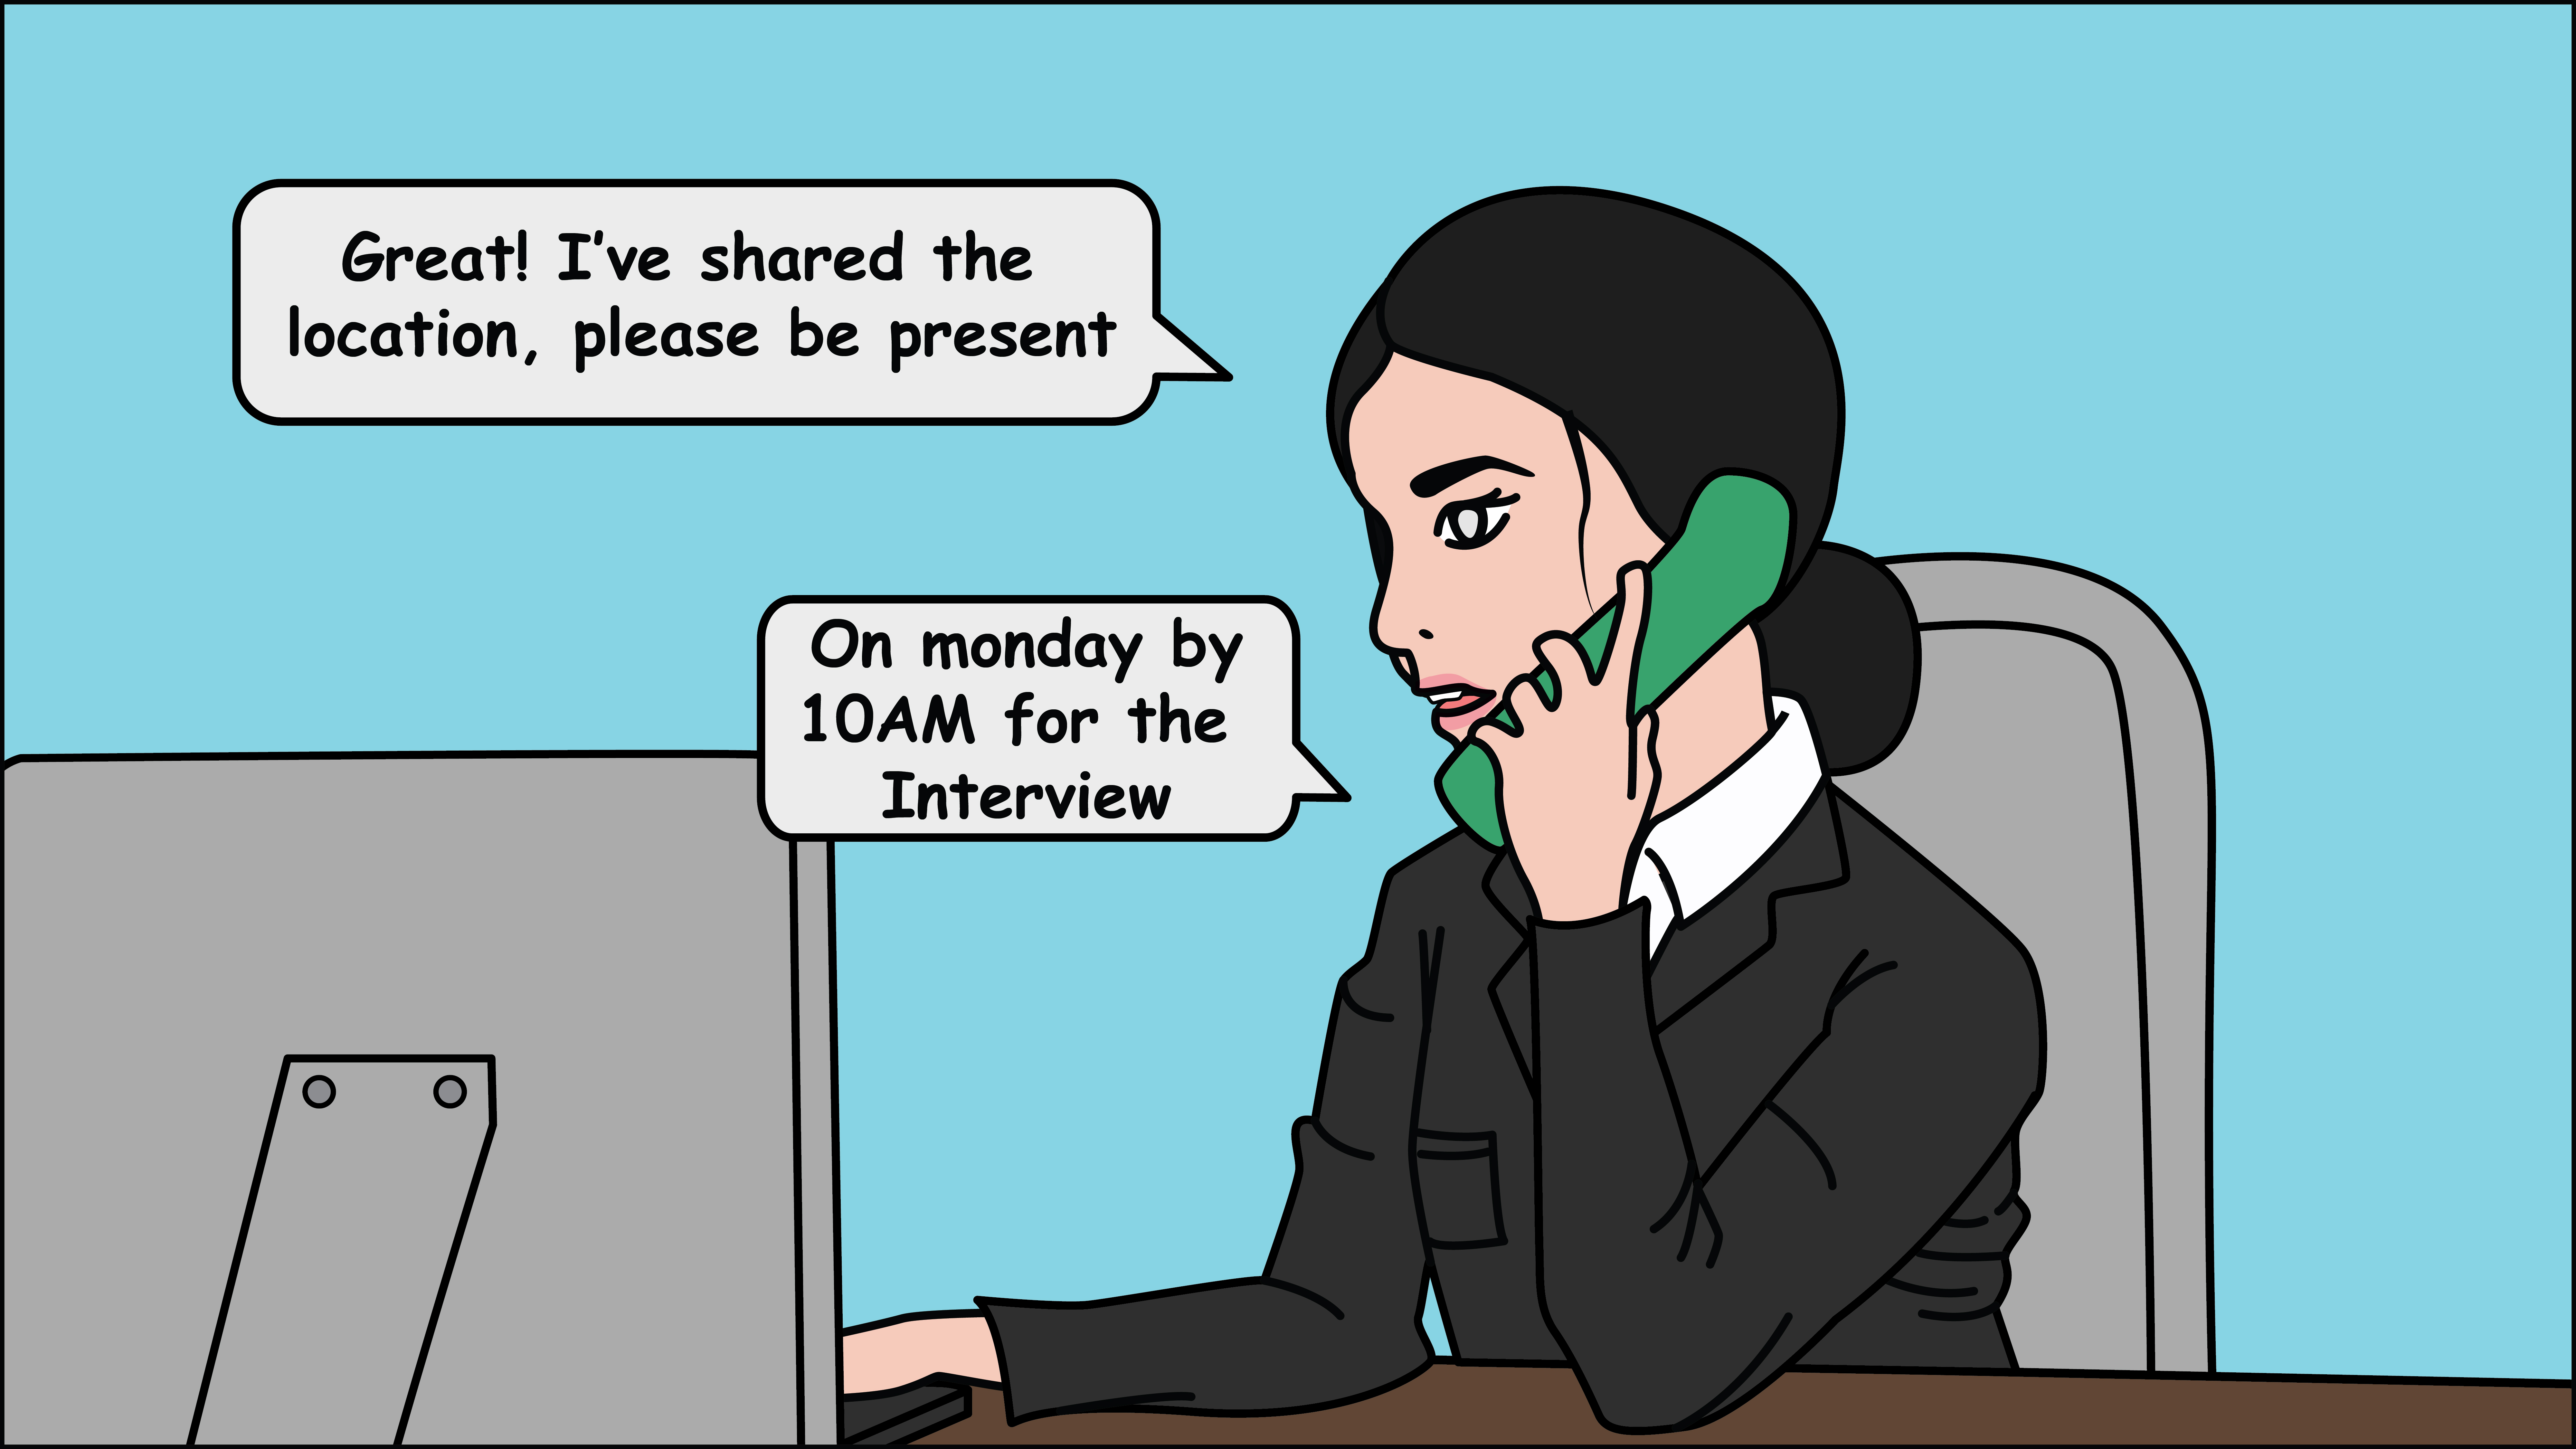 Great! I've shared the
location, please be present
On monday by
10AM for the
Interview